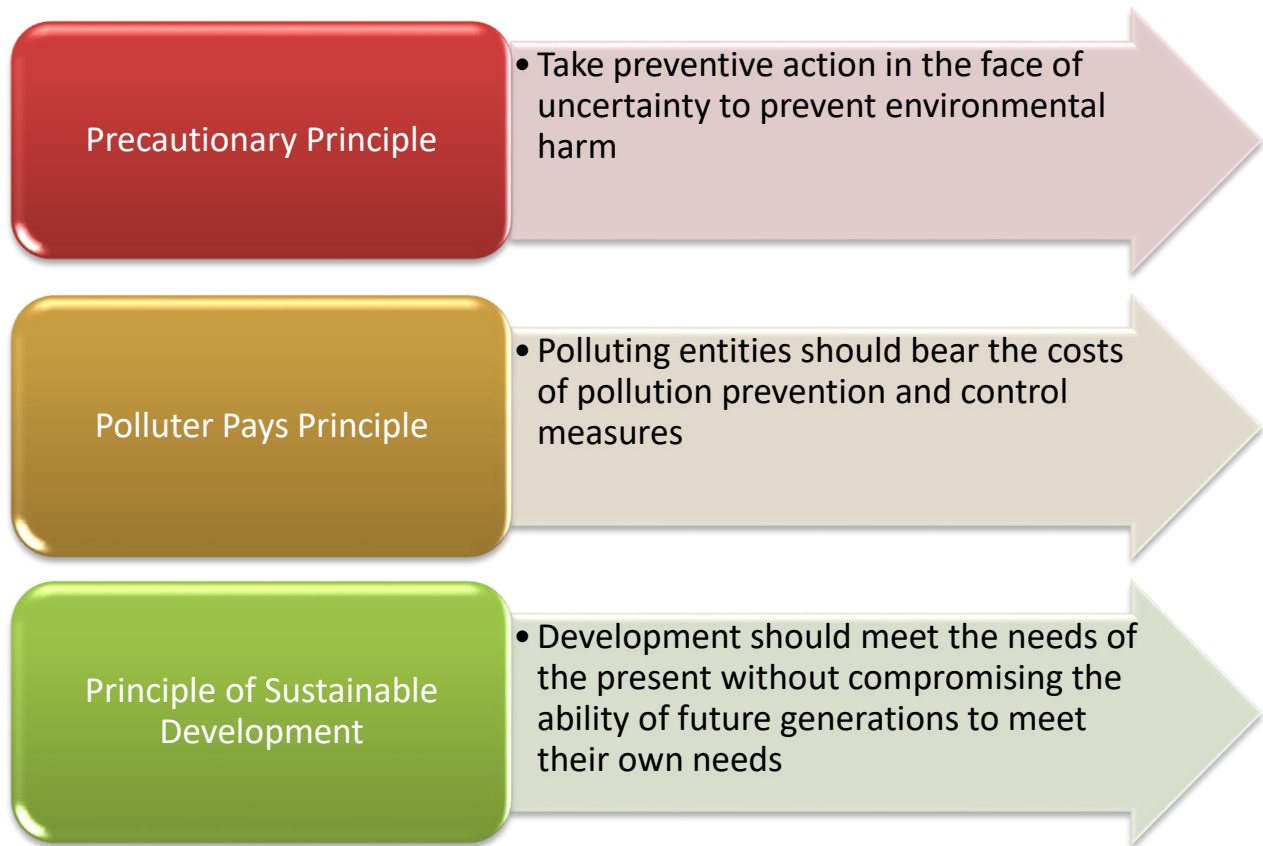 Precautionary Principle
• Take preventive action in the face of
uncertainty to prevent environmental
harm
Polluter Pays Principle
• Polluting entities should bear the costs
of pollution prevention and control
measures
Principle of Sustainable
Development
• Development should meet the needs of
the present without compromising the
ability of future generations to meet
their own needs